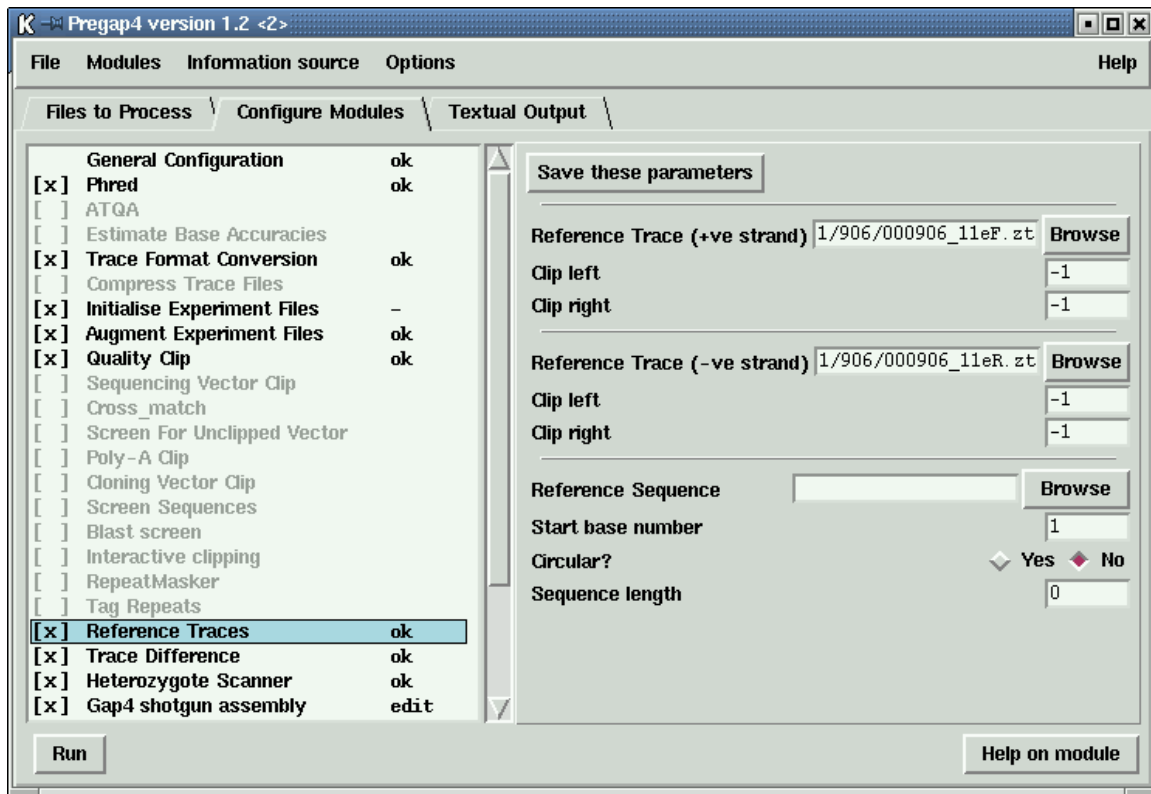 K Pregap4 version 1.2 <2>
File Modules Information source Options Help
Files to Process Configure Modules Textual Output
General Configuration ok
[x] Phred ok
[ ] ATQA
[ ] Estimate Base Accuracies
[x] Trace Format Conversion ok
[ ] Compress Trace Files
[x] Initialise Experiment Files -
[x] Augment Experiment Files ok
[x] Quality Clip ok
[ ] Sequencing Vector Clip
[ ] Cross_match
[ ] Screen For Unclipped Vector
[ ] Poly-A Clip
[ ] Cloning Vector Clip
[ ] Screen Sequences
[ ] Blast screen
[ ] Interactive clipping
[ ] RepeatMasker
[ ] Tag Repeats
[x] Reference Traces ok
[x] Trace Difference ok
[x] Heterozygote Scanner ok
[x] Gap4 shotgun assembly edit
Save these parameters
Reference Trace (+ve strand) 1/906/000906_11eF.zt Browse
Clip left -1
Clip right -1
Reference Trace (-ve strand) 1/906/000906_11eR.zt Browse
Clip left -1
Clip right -1
Reference Sequence Browse
Start base number 1
Circular? Yes No
Sequence length 0
Run Help on module